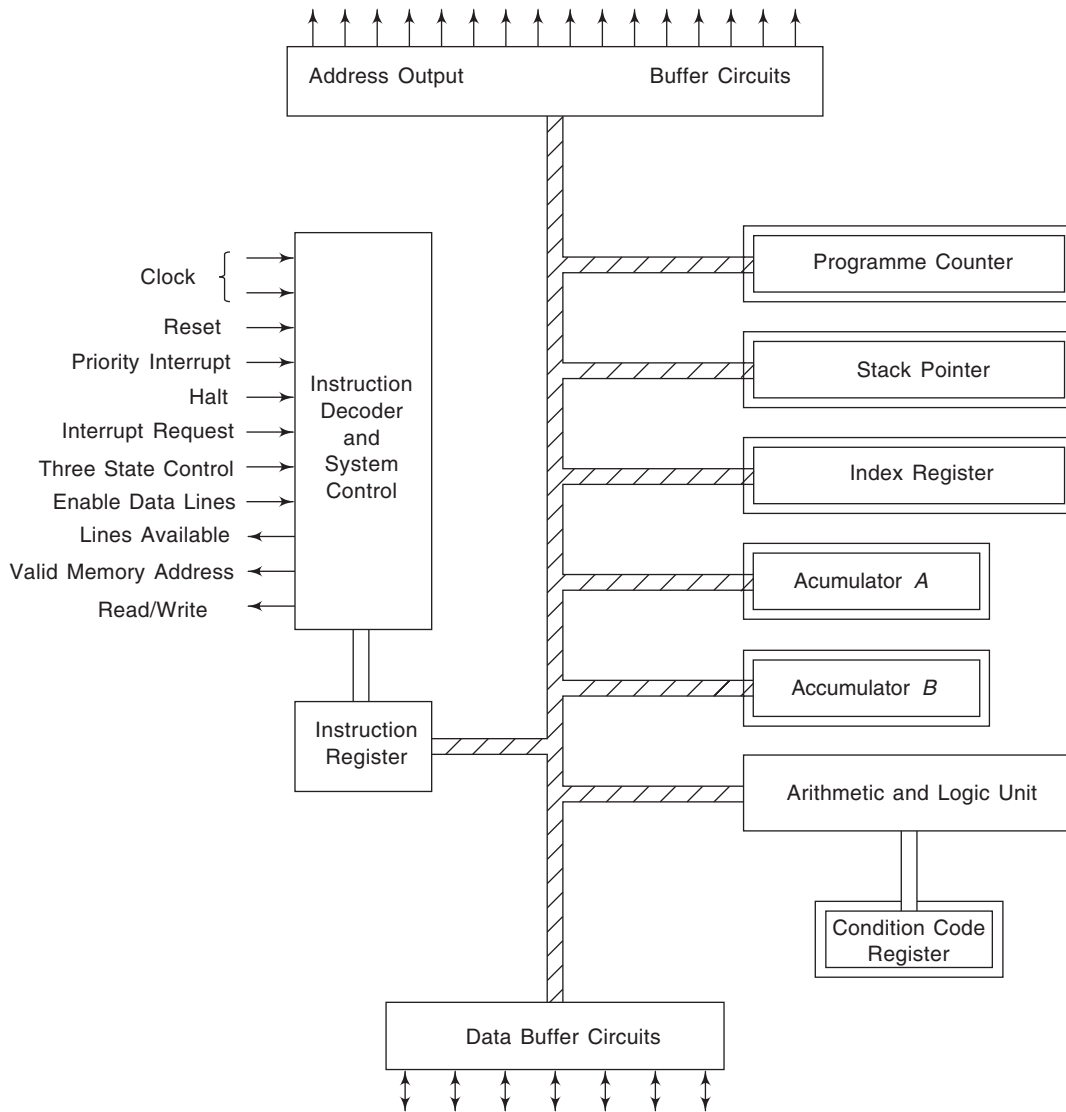 Address Output Buffer Circuits
Clock
Reset
Priority Interrupt
Halt
Interrupt Request
Three State Control
Enable Data Lines
Lines Available
Valid Memory Address
Read/Write
Instruction
Decoder
and
System
Control
Instruction
Register
Programme Counter
Stack Pointer
Index Register
Acumulator A
Accumulator B
Arithmetic and Logic Unit
Condition Code
Register
Data Buffer Circuits